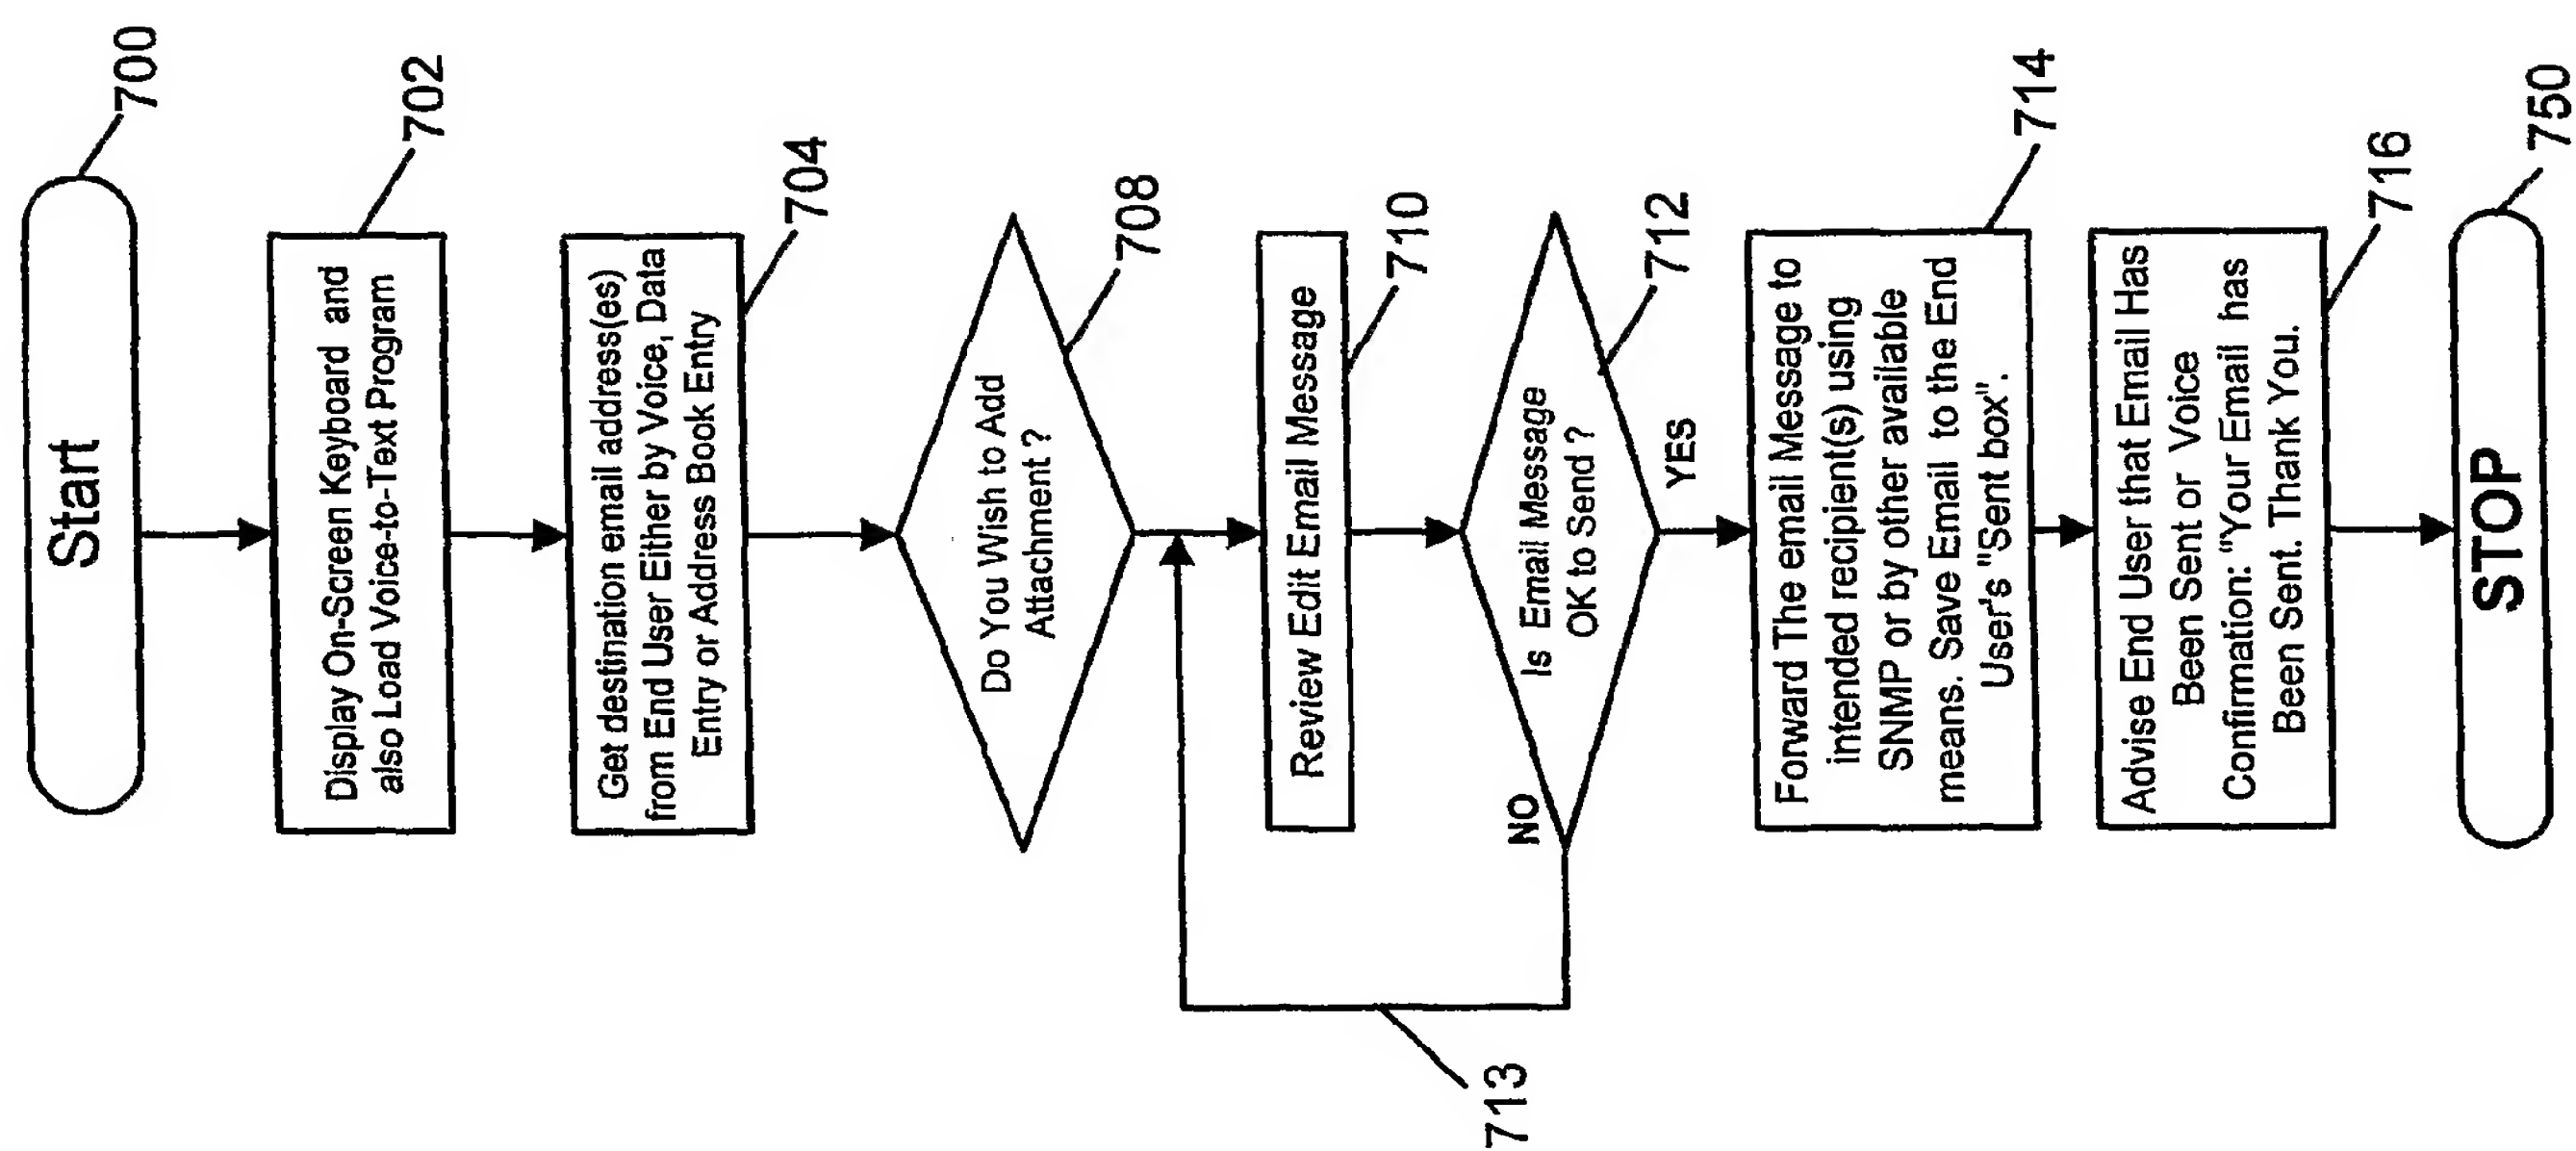 Start
700
Display On-Screen Keyboard and
also Load Voice-to-Text Program
702
Get destination email address(es)
from End User Either by Voice, Data
Entry or Address Book Entry
704
Do You Wish to Add
Attachment ?
708
Review Edit Email Message
710
Is Email Message
OK to Send ?
712
NO
YES
713
Forward The email Message to
intended recipient(s) using
SNMP or by other available
means. Save Email to the End
User's "Sent box".
714
Advise End User that Email Has
Been Sent or Voice
Confirmation: "Your Email has
Been Sent. Thank You.
716
STOP
750